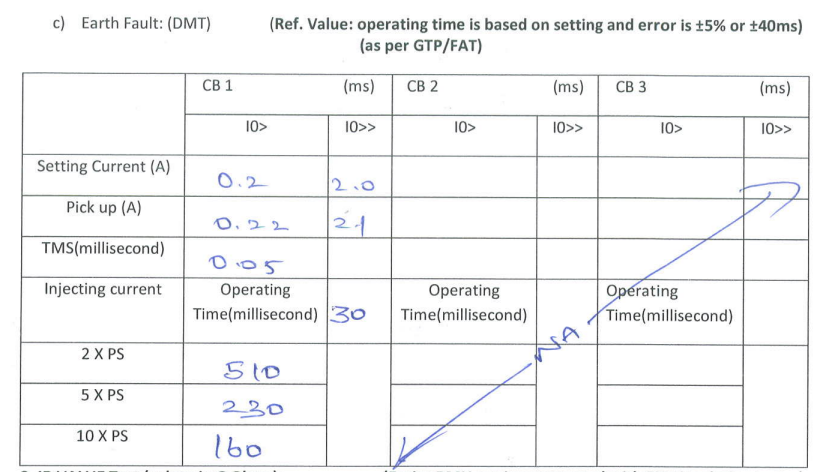 c) Earth Fault: (DMT) (Ref. Value: operating time is based on setting and error is ±5% or ±40ms)
(as per GTP/FAT)
CB 1 (ms) CB 2 (ms) CB 3 (ms)
I0> I0>> I0> I0>> I0> I0>>
Setting Current (A) 0.2 2.0
Pick up (A) 0.22 2.1
TMS(millisecond) 0.05
Injecting current Operating Operating Operating
Time(millisecond) 30 Time(millisecond) Time(millisecond)
NA
2 X PS 510
5 X PS 230
10 X PS 160